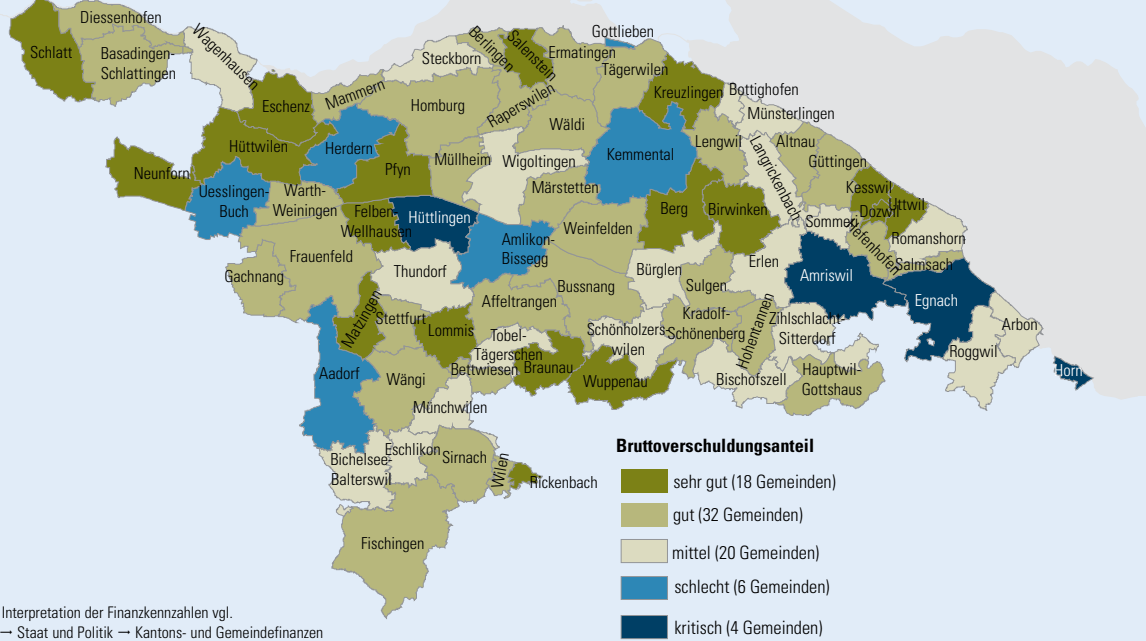 Diessenhofen
Schlatt
Basadingen-
Schlattingen
Wagenhausen
Eschenz
Mammern
Steckborn
Berlingen
Salenstein
Ermatingen
Gottlieben
Tägerwilen
Kreuzlingen
Bottighofen
Münsterlingen
Homburg
Raperswilen
Wäldi
Kemmental
Lengwil
Langrickenbach
Altnau
Güttingen
Kesswil
Dozwil
Uttwil
Neunforn
Hüttwilen
Herdern
Pfyn
Müllheim
Wigoltingen
Märstetten
Berg
Birwinken
Sommeri
Hefenhofen
Romanshorn
Salmsach
Uesslingen-
Buch
Warth-
Weiningen
Felben-
Wellhausen
Hüttlingen
Amlikon-
Bissegg
Weinfelden
Bürglen
Erlen
Amriswil
Egnach
Gachnang
Frauenfeld
Thundorf
Affeltrangen
Bussnang
Sulgen
Kradolf-
Schönenberg
Hohentannen
Zihlschlacht-
Sitterdorf
Roggwil
Arbon
Horn
Matzingen
Stettfurt
Lommis
Tobel-
Tägerschen
Schönholzers-
wilen
Braunau
Wuppenau
Bischofszell
Hauptwil-
Gottshaus
Aadorf
Wängi
Bettwiesen
Münchwilen
Bichelsee-
Balterswil
Eschlikon
Sirnach
Wilen
Rickenbach
Fischingen
Bruttoverschuldungsanteil
sehr gut (18 Gemeinden)
gut (32 Gemeinden)
mittel (20 Gemeinden)
schlecht (6 Gemeinden)
kritisch (4 Gemeinden)
Interpretation der Finanzkennzahlen vgl.
→ Staat und Politik → Kantons- und Gemeindefinanzen